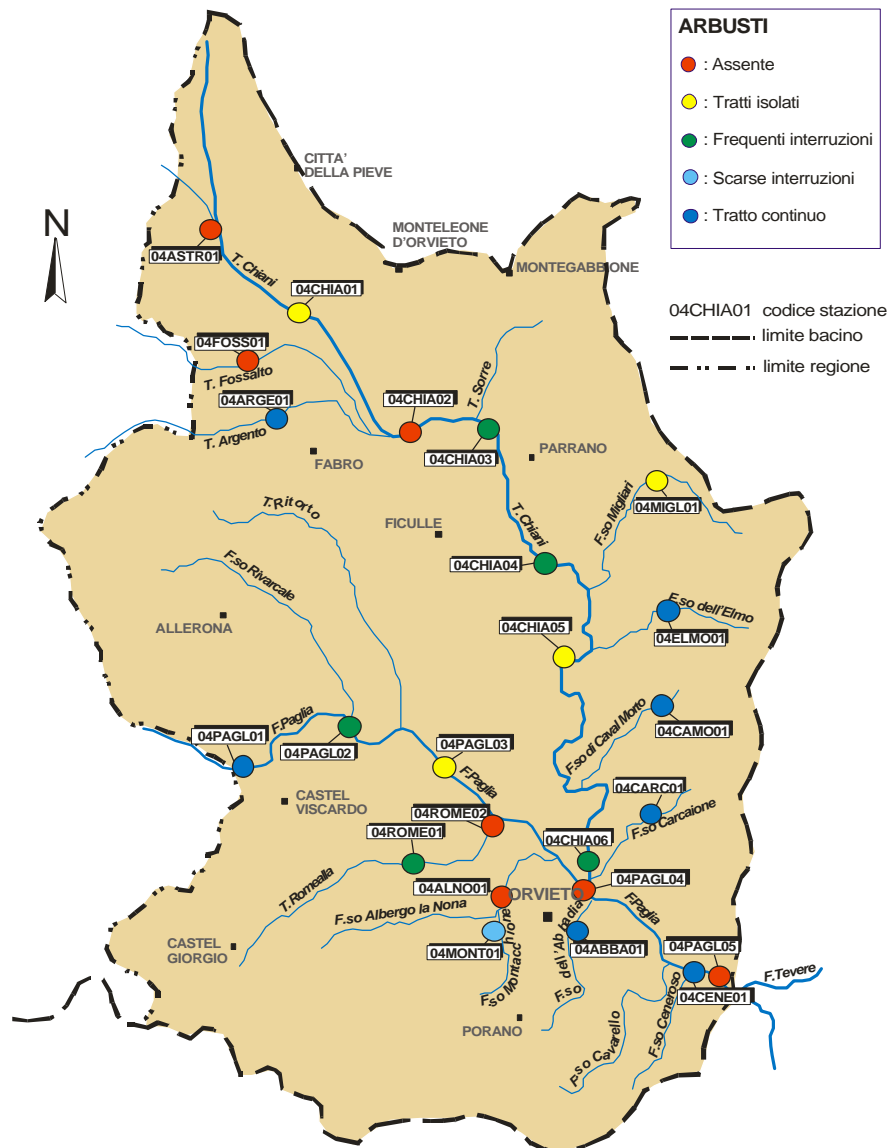 ARBUSTI
: Assente
: Tratti isolati
: Frequenti interruzioni
: Scarse interruzioni
: Tratto continuo
04CHIA01 codice stazione
limite bacino
limite regione
N
CITTA'
DELLA PIEVE
MONTELEONE
D'ORVIETO
MONTEGABBIONE
04ASTR01
T. Chiani
04CHIA01
04FOSS01
T. Fossalto
04ARGE01
T. Argento
04CHIA02
T. Sorre
04CHIA03
FABRO
PARRANO
04MIGL01
F.so Migliari
T.Ritorto
FICULLE
T. Chiani
04CHIA04
F.so Rivarcale
ALLERONA
04CHIA05
F.so dell'Elmo
04ELMO01
04PAGL01
F.Paglia
04PAGL02
04PAGL03
F.Paglia
F.so di Caval Morto
04CAMO01
CASTEL
VISCARDO
04CARC01
F.so Carcaione
04ROME02
04ROME01
04CHIA06
T. Romealla
04ALNO01
ORVIETO
04PAGL04
F.so Albergo la Nona
F.Paglia
CASTEL
GIORGIO
04MONT01
F.so Montacchione
04ABBA01
F.so dell'Abbadia
04PAGL05
F.Tevere
04CENE01
PORANO
F.so Cavarello
F.so Ceneroso